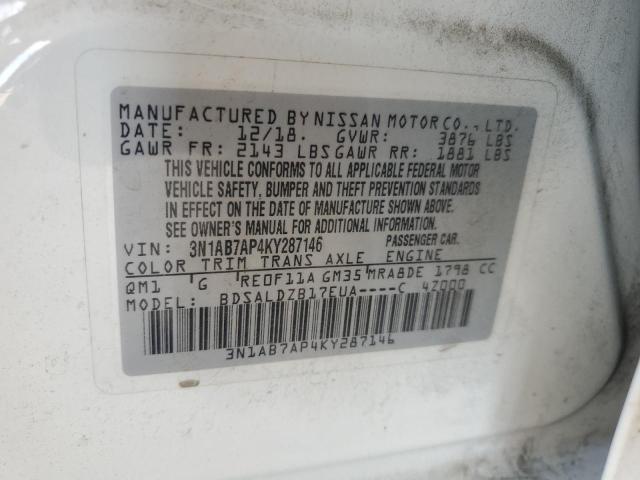 MANUFACTURED BY NISSAN MOTOR CO., LTD.
DATE: 12/18. GVWR: 3876 LBS
GAWR FR: 2143 LBS GAWR RR: 1881 LBS
THIS VEHICLE CONFORMS TO ALL APPLICABLE FEDERAL MOTOR
VEHICLE SAFETY, BUMPER AND THEFT PREVENTION STANDARDS
IN EFFECT ON THE DATE OF MANUFACTURE SHOWN ABOVE.
SEE OWNER'S MANUAL FOR ADDITIONAL INFORMATION.
VIN: 3N1AB7AP4KY287146 PASSENGER CAR.
COLOR TRIM TRANS AXLE ENGINE
QM1 G RE0F11A GM35 MRA8DE 1798 CC
MODEL: BDSALDZB17EUA----C 4Z000
3N1AB7AP4KY287146